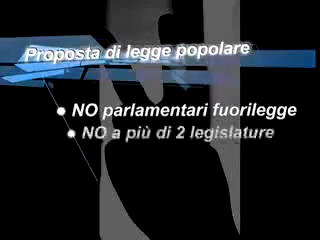 Proposta di legge popolare
NO parlamentari fuorilegge
NO a più di 2 legislature